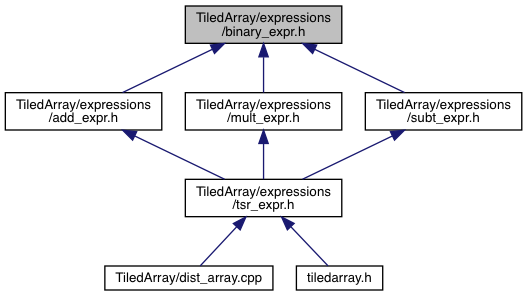 TiledArray/expressions
/binary_expr.h
TiledArray/expressions
/add_expr.h
TiledArray/expressions
/mult_expr.h
TiledArray/expressions
/subt_expr.h
TiledArray/expressions
/tsr_expr.h
TiledArray/dist_array.cpp
tiledarray.h